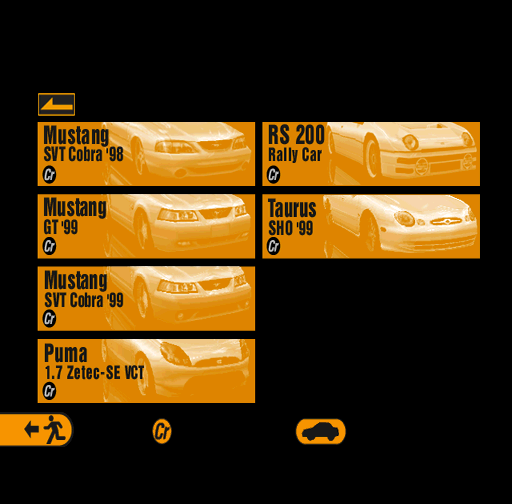 Mustang
SVT Cobra '98
Cr
RS 200
Rally Car
Cr
Mustang
GT '99
Cr
Taurus
SHO '99
Cr
Mustang
SVT Cobra '99
Cr
Puma
1.7 Zetec-SE VCT
Cr
Cr